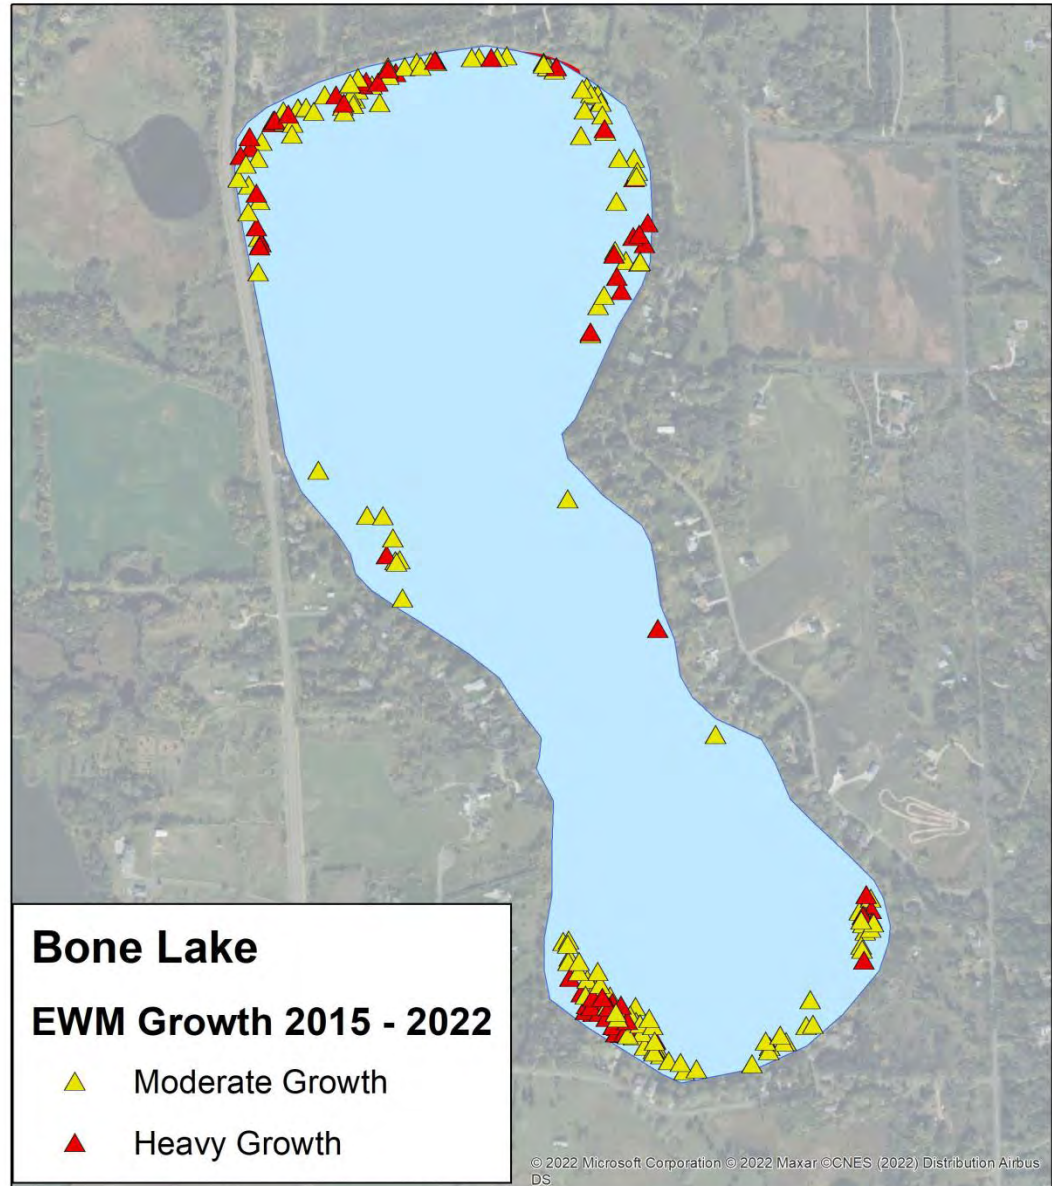 Bone Lake
EWM Growth 2015 - 2022
Moderate Growth
Heavy Growth
© 2022 Microsoft Corporation © 2022 Maxar ©CNES (2022) Distribution Airbus
DS